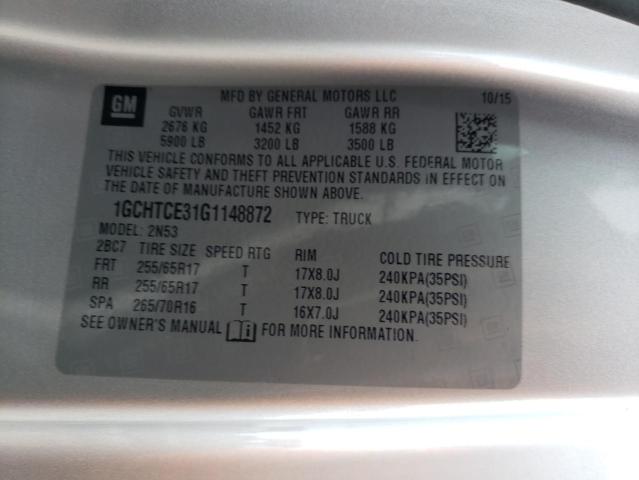 GM
MFD BY GENERAL MOTORS LLC 10/15
GVWR GAWR FRT GAWR RR
2676 KG 1452 KG 1588 KG
5900 LB 3200 LB 3500 LB
THIS VEHICLE CONFORMS TO ALL APPLICABLE U.S. FEDERAL MOTOR
VEHICLE SAFETY AND THEFT PREVENTION STANDARDS IN EFFECT ON
THE DATE OF MANUFACTURE SHOWN ABOVE.
1GCHTCE31G1148872 TYPE: TRUCK
MODEL: 2N53
2BC7 TIRE SIZE SPEED RTG RIM COLD TIRE PRESSURE
FRT 255/65R17 T 17X8.0J 240KPA(35PSI)
RR 255/65R17 T 17X8.0J 240KPA(35PSI)
SPA 265/70R16 T 16X7.0J 240KPA(35PSI)
SEE OWNER'S MANUAL FOR MORE INFORMATION.